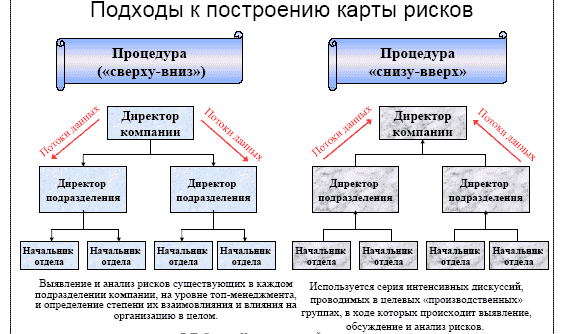 Подходы к построению карты рисков
Процедура
(«сверху-вниз»)
Директор
компании
Потоки данных
Потоки данных
Директор
подразделения
Директор
подразделения
Начальник
отдела
Начальник
отдела
Начальник
отдела
Начальник
отдела
Выявление и анализ рисков существующих в каждом
подразделении компании, на уровне топ-менеджмента,
и определение степени их взаимовлияния и влияния на
организацию в целом.
Процедура
«снизу-вверх»
Директор
компании
Потоки данных
Потоки данных
Директор
подразделения
Директор
подразделения
Начальник
отдела
Начальник
отдела
Начальник
отдела
Начальник
отдела
Используется серия интенсивных дискуссий,
проводимых в целевых «производственных»
группах, в ходе которых происходит выявление,
обсуждение и анализ рисков.